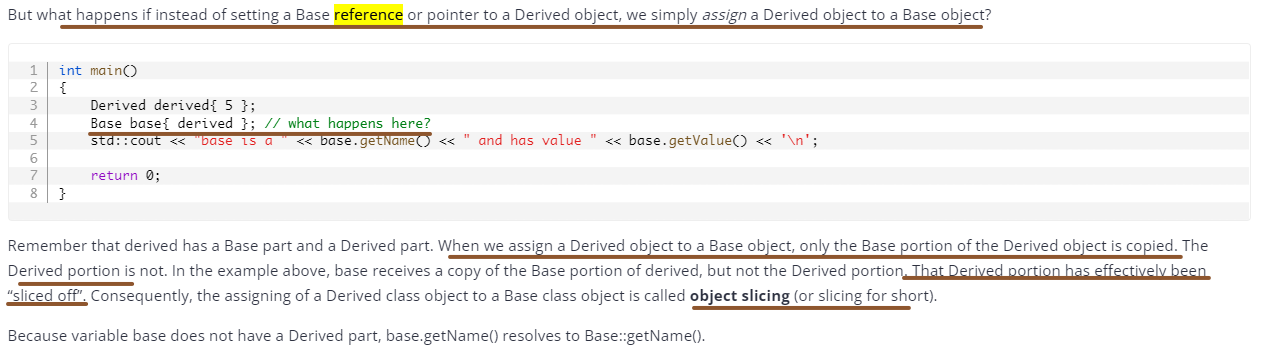 But what happens if instead of setting a Base reference or pointer to a Derived object, we simply assign a Derived object to a Base object?
1 int main()
2 {
3 Derived derived{ 5 };
4 Base base{ derived }; // what happens here?
5 std::cout << "base is a " << base.getName() << " and has value " << base.getValue() << '\n';
6
7 return 0;
8 }
Remember that derived has a Base part and a Derived part. When we assign a Derived object to a Base object, only the Base portion of the Derived object is copied. The
Derived portion is not. In the example above, base receives a copy of the Base portion of derived, but not the Derived portion. That Derived portion has effectively been
“sliced off”. Consequently, the assigning of a Derived class object to a Base class object is called object slicing (or slicing for short).
Because variable base does not have a Derived part, base.getName() resolves to Base::getName().